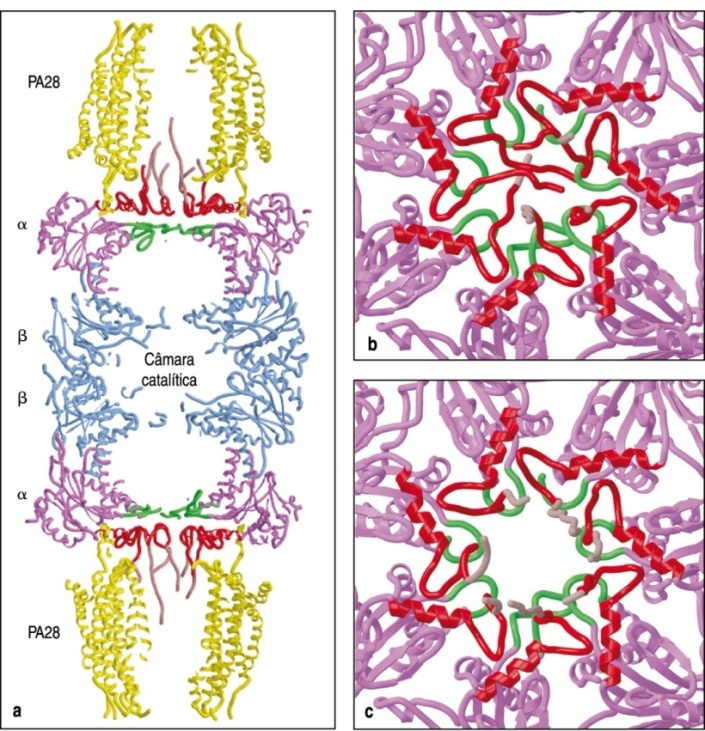 PA28
α
β
Câmara
catalítica
β
α
PA28
a
b
c